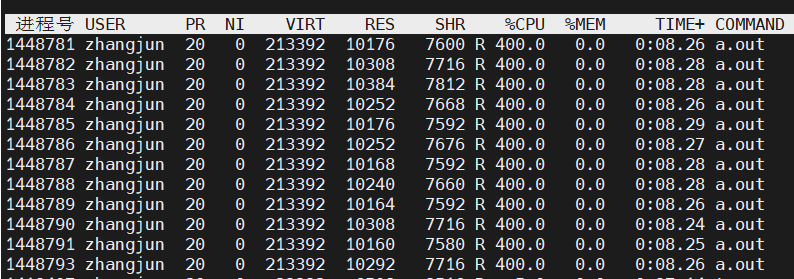 进程号 USER PR NI VIRT RES SHR %CPU %MEM TIME+ COMMAND
1448781 zhangjun 20 0 213392 10176 7600 R 400.0 0.0 0:08.26 a.out
1448782 zhangjun 20 0 213392 10308 7716 R 400.0 0.0 0:08.28 a.out
1448783 zhangjun 20 0 213392 10384 7812 R 400.0 0.0 0:08.28 a.out
1448784 zhangjun 20 0 213392 10252 7668 R 400.0 0.0 0:08.26 a.out
1448785 zhangjun 20 0 213392 10176 7592 R 400.0 0.0 0:08.29 a.out
1448786 zhangjun 20 0 213392 10252 7676 R 400.0 0.0 0:08.27 a.out
1448787 zhangjun 20 0 213392 10168 7592 R 400.0 0.0 0:08.28 a.out
1448788 zhangjun 20 0 213392 10240 7660 R 400.0 0.0 0:08.28 a.out
1448789 zhangjun 20 0 213392 10164 7592 R 400.0 0.0 0:08.26 a.out
1448790 zhangjun 20 0 213392 10308 7716 R 400.0 0.0 0:08.24 a.out
1448791 zhangjun 20 0 213392 10160 7580 R 400.0 0.0 0:08.25 a.out
1448793 zhangjun 20 0 213392 10292 7716 R 400.0 0.0 0:08.26 a.out